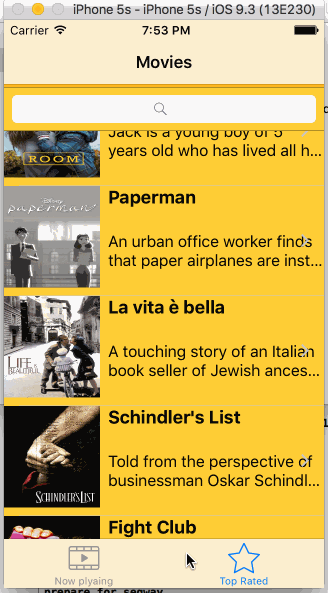 iPhone 5s - iPhone 5s / iOS 9.3 (13E230)
Carrier 7:53 PM
Movies
ROOM
Jack is a young boy of 5
years old who has lived all h...
Disney
paperman
Paperman
An urban office worker finds
that paper airplanes are inst...
LIFE IS
BEAUTIFUL
La vita è bella
A touching story of an Italian
book seller of Jewish ances...
SCHINDLER'S LIST
Schindler's List
Told from the perspective of
businessman Oskar Schindl...
Fight Club
Now plyaing
Top Rated
prepare for segway